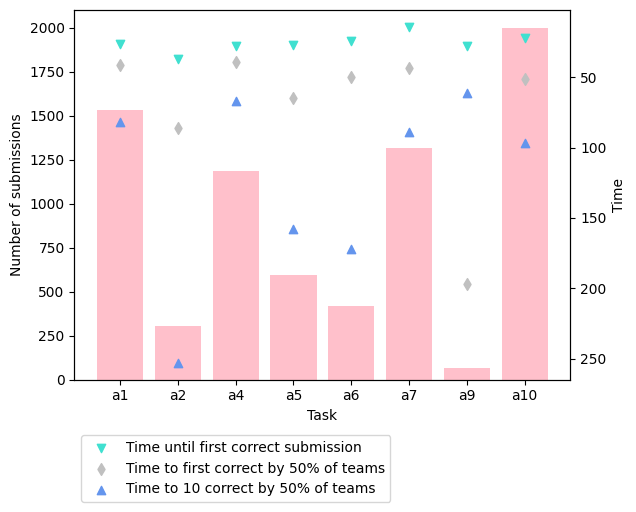 2000
1750
1500
1250
1000
750
500
250
0
Number of submissions
50
100
150
200
250
Time
a1 a2 a4 a5 a6 a7 a9 a10
Task
Time until first correct submission
Time to first correct by 50% of teams
Time to 10 correct by 50% of teams